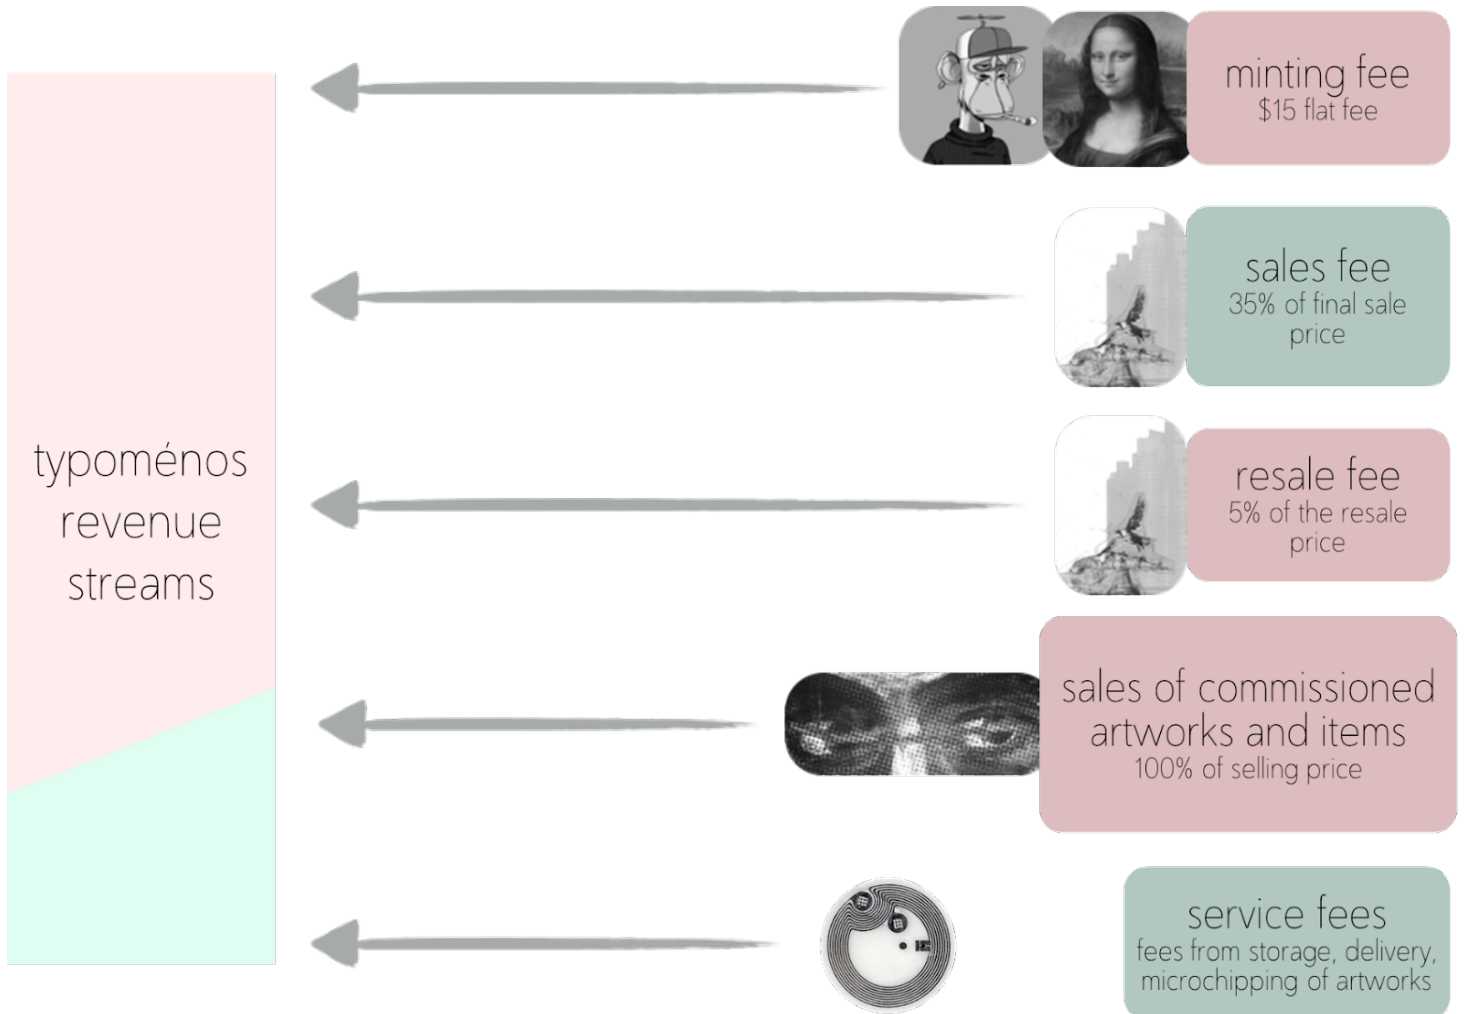 typoménos
revenue
streams
minting fee
$15 flat fee
sales fee
35% of final sale
price
resale fee
5% of the resale
price
sales of commissioned
artworks and items
100% of selling price
service fees
fees from storage, delivery,
microchipping of artworks